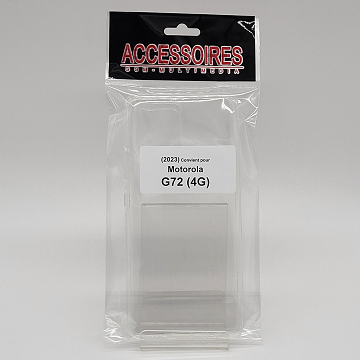 ACCESSOIRES
GSM-MULTIMEDIA
(2023) Convient pour
Motorola
G72 (4G)